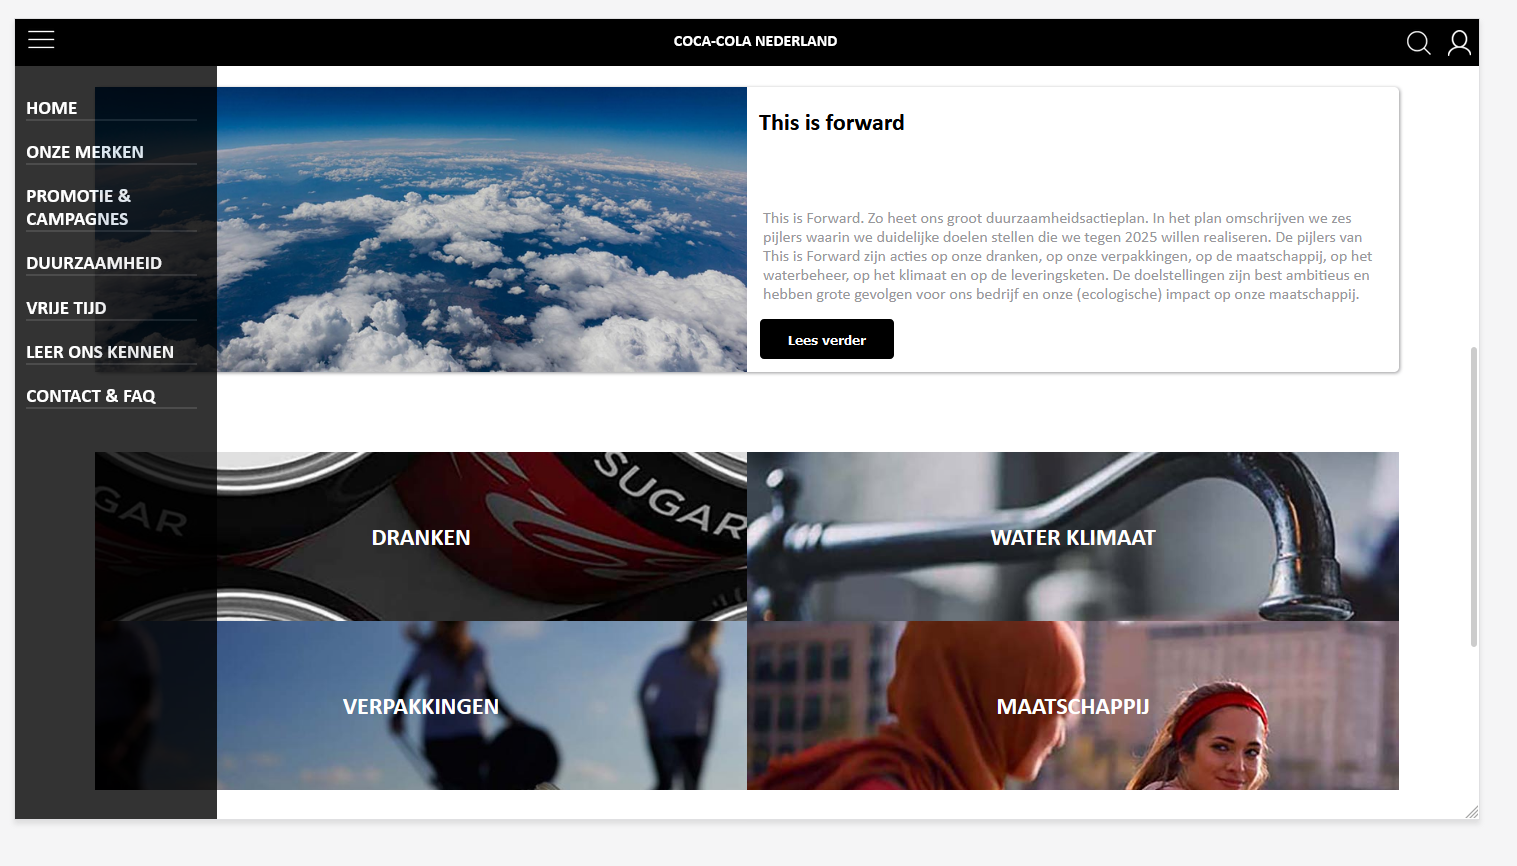 COCA-COLA NEDERLAND
HOME
ONZE MERKEN
PROMOTIE &
CAMPAGNES
DUURZAAMHEID
VRIJE TIJD
LEER ONS KENNEN
CONTACT & FAQ
This is forward
This is Forward. Zo heet ons groot duurzaamheidsactieplan. In het plan omschrijven we zes
pijlers waarin we duidelijke doelen stellen die we tegen 2025 willen realiseren. De pijlers van
This is Forward zijn acties op onze dranken, op onze verpakkingen, op de maatschappij, op het
waterbeheer, op het klimaat en op de leveringsketen. De doelstellingen zijn best ambitieus en
hebben grote gevolgen voor ons bedrijf en onze (ecologische) impact op onze maatschappij.
Lees verder
GAR
SUGAR
DRANKEN
WATER KLIMAAT
VERPAKKINGEN
MAATSCHAPPIJ